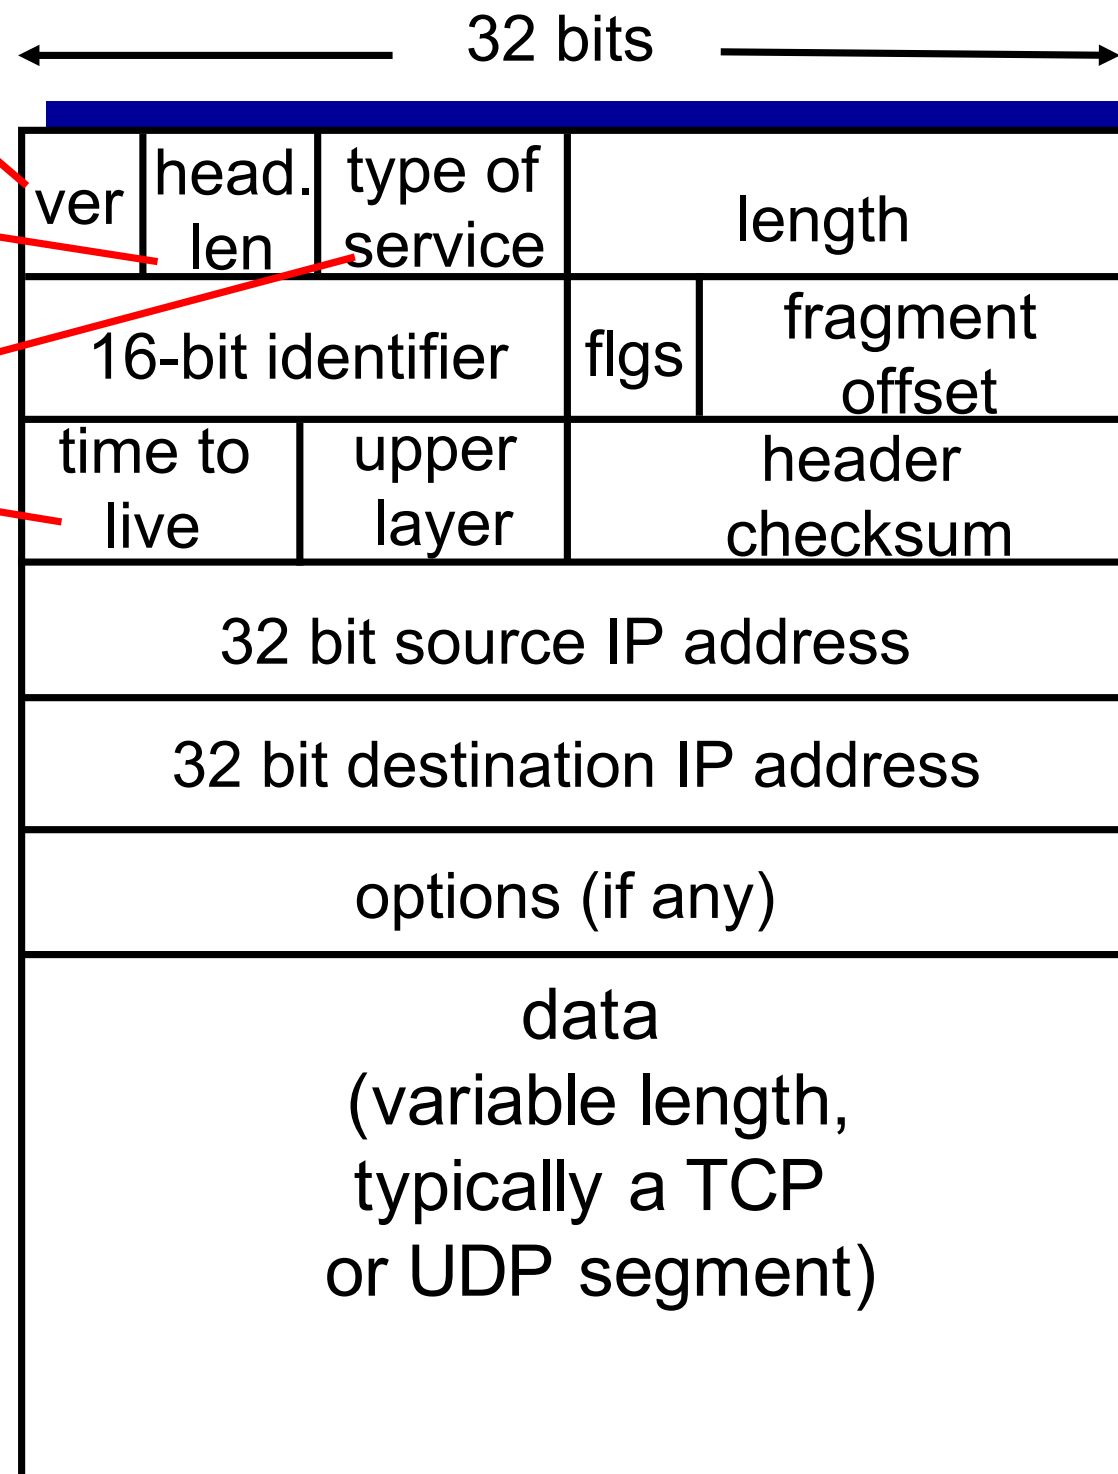 32 bits
ver
head.
len
type of
service
length
16-bit identifier
flgs
fragment
offset
time to
live
upper
layer
header
checksum
32 bit source IP address
32 bit destination IP address
options (if any)
data
(variable length,
typically a TCP
or UDP segment)